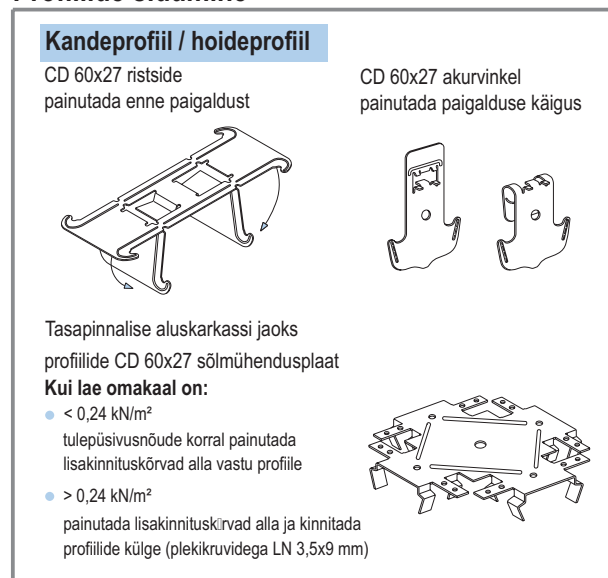 Kandeprofiil / hoideprofiil
CD 60x27 ristside
painutada enne paigaldust
CD 60x27 akurvinkel
painutada paigalduse käigus
Tasapinnalise aluskarkassi jaoks
profiilide CD 60x27 sõlmühendusplaat
Kui lae omakaal on:
< 0,24 kN/m²
tulepüsivusnõude korral painutada
lisakinnituskõrvad alla vastu profiile
> 0,24 kN/m²
painutada lisakinnitusk▯rvad alla ja kinnitada
profiilide külge (plekikruvidega LN 3,5x9 mm)